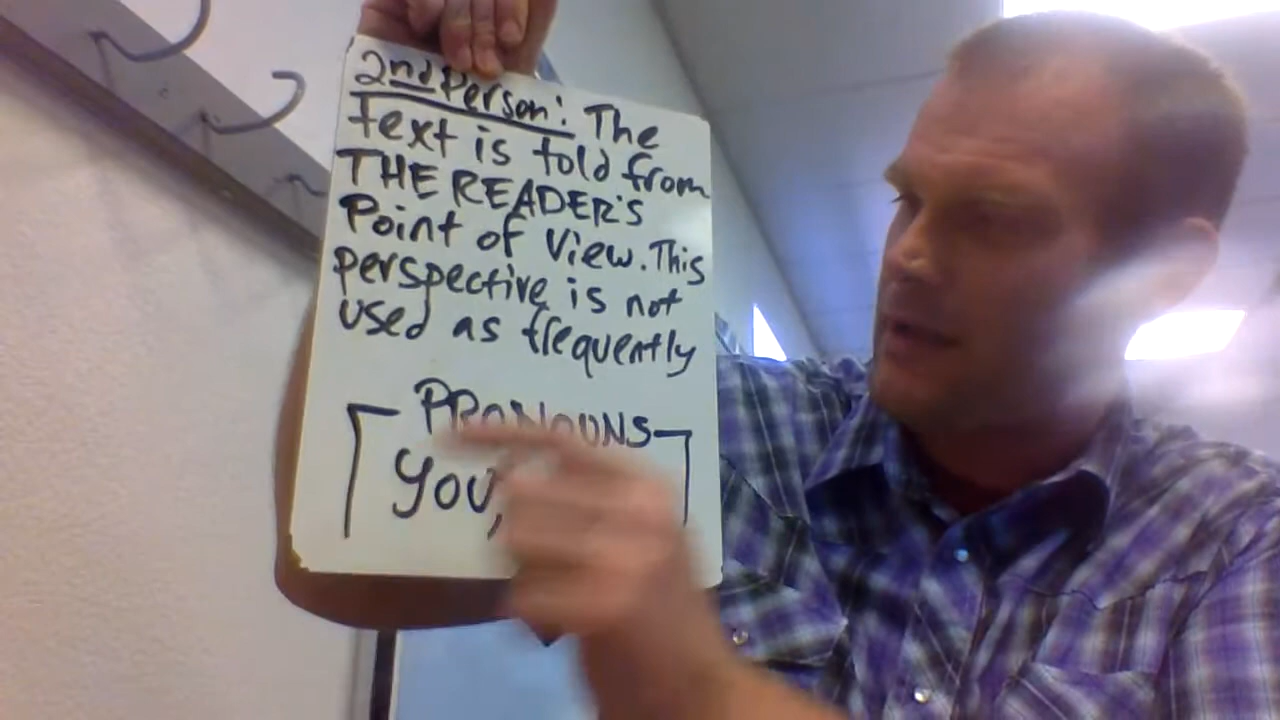 2nd Person: The
text is told from
THE READER'S
Point of View. This
perspective is not
used as frequently
PRONOUNS
YOU,